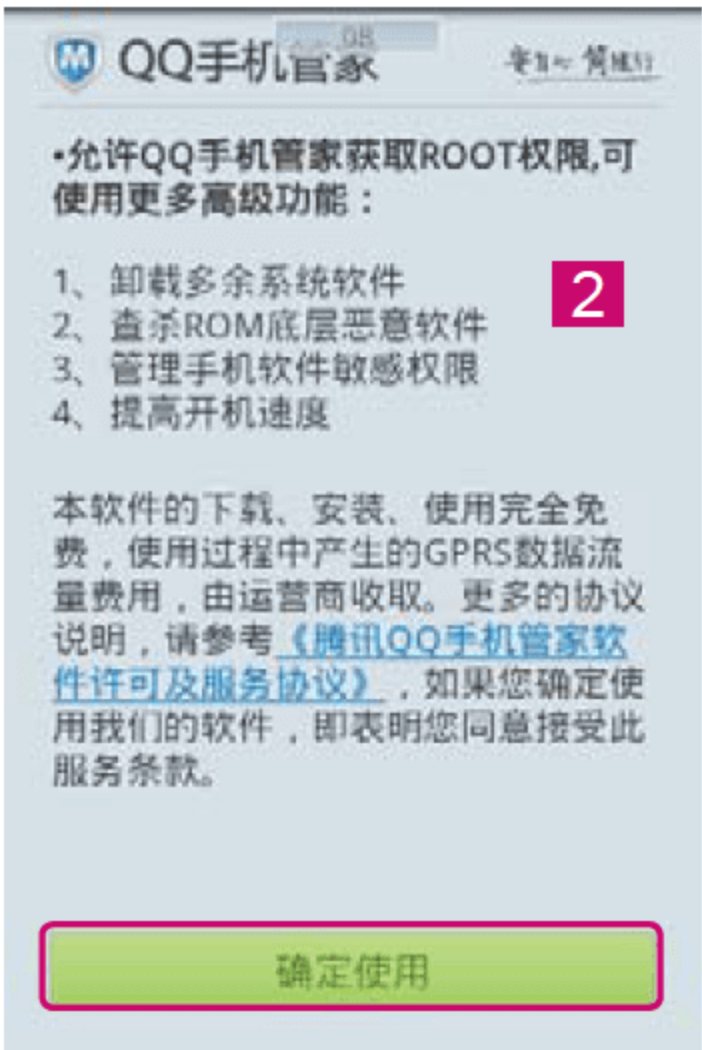 QQ手机管家
•允许QQ手机管家获取ROOT权限,可
使用更多高级功能：
1、卸载多余系统软件
2
2、查杀ROM底层恶意软件
3、管理手机软件敏感权限
4、提高开机速度
本软件的下载、安装、使用完全免
费，使用过程中产生的GPRS数据流
量费用，由运营商收取。更多的协议
说明，请参考《腾讯QQ手机管家软
件许可及服务协议》，如果您确定使
用我们的软件，即表明您同意接受此
服务条款。
确定使用